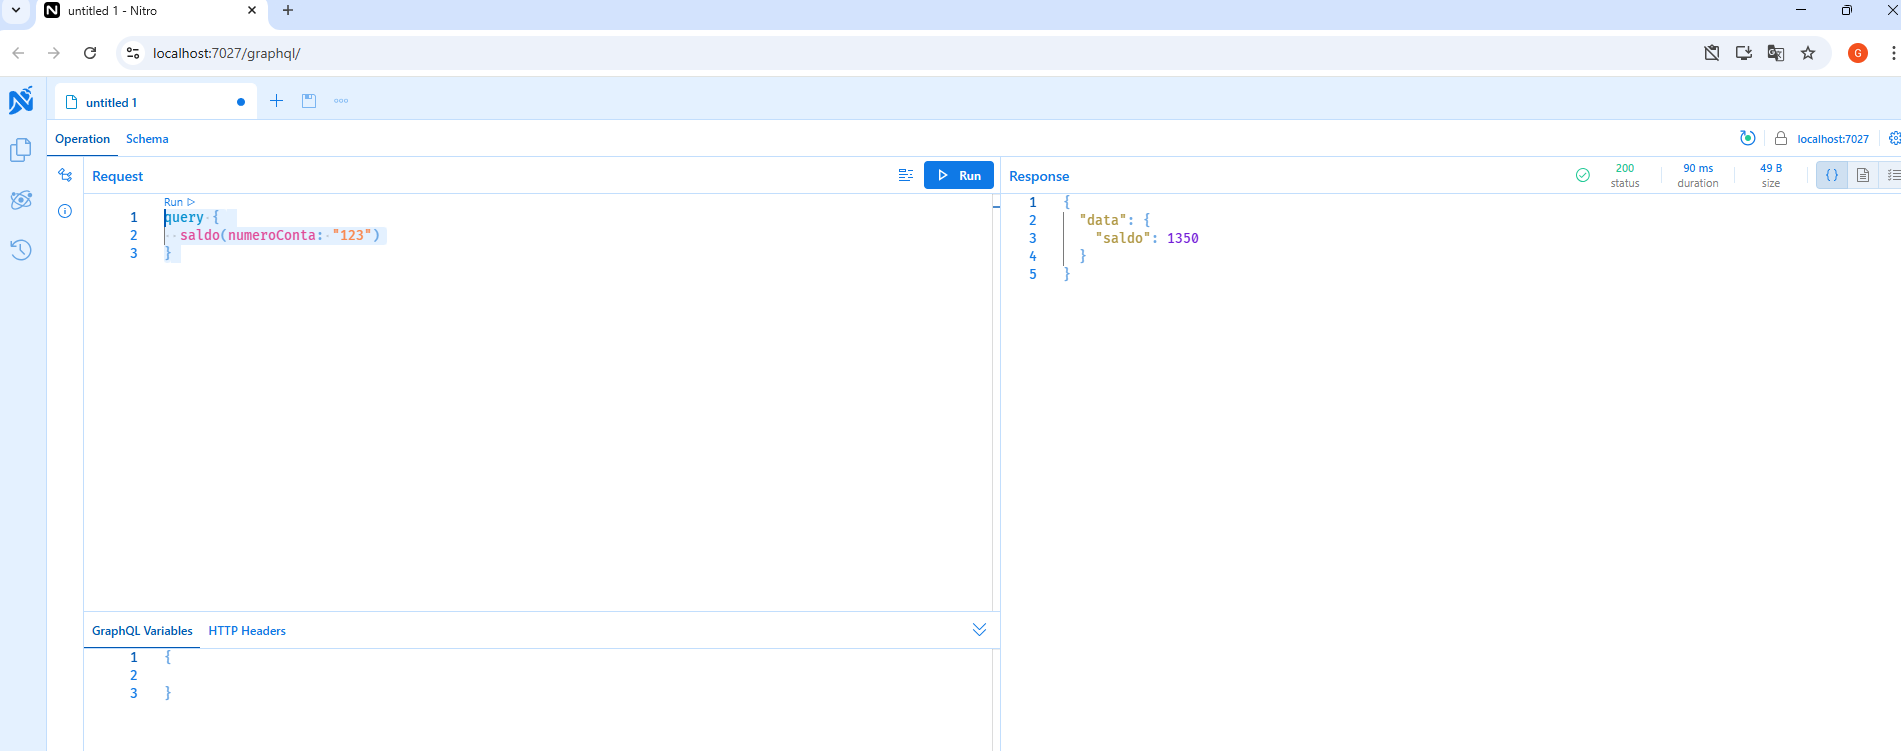 untitled 1 - Nitro
localhost:7027/graphql/
G
untitled 1
Operation Schema
localhost:7027
Request
Run
Response
200
status
90 ms
duration
49 B
size
{}
Run
1 query {
2   saldo(numeroConta: "123")
3 }
1 {
2   "data": {
3     "saldo": 1350
4   }
5 }
GraphQL Variables HTTP Headers
1 {
2
3 }